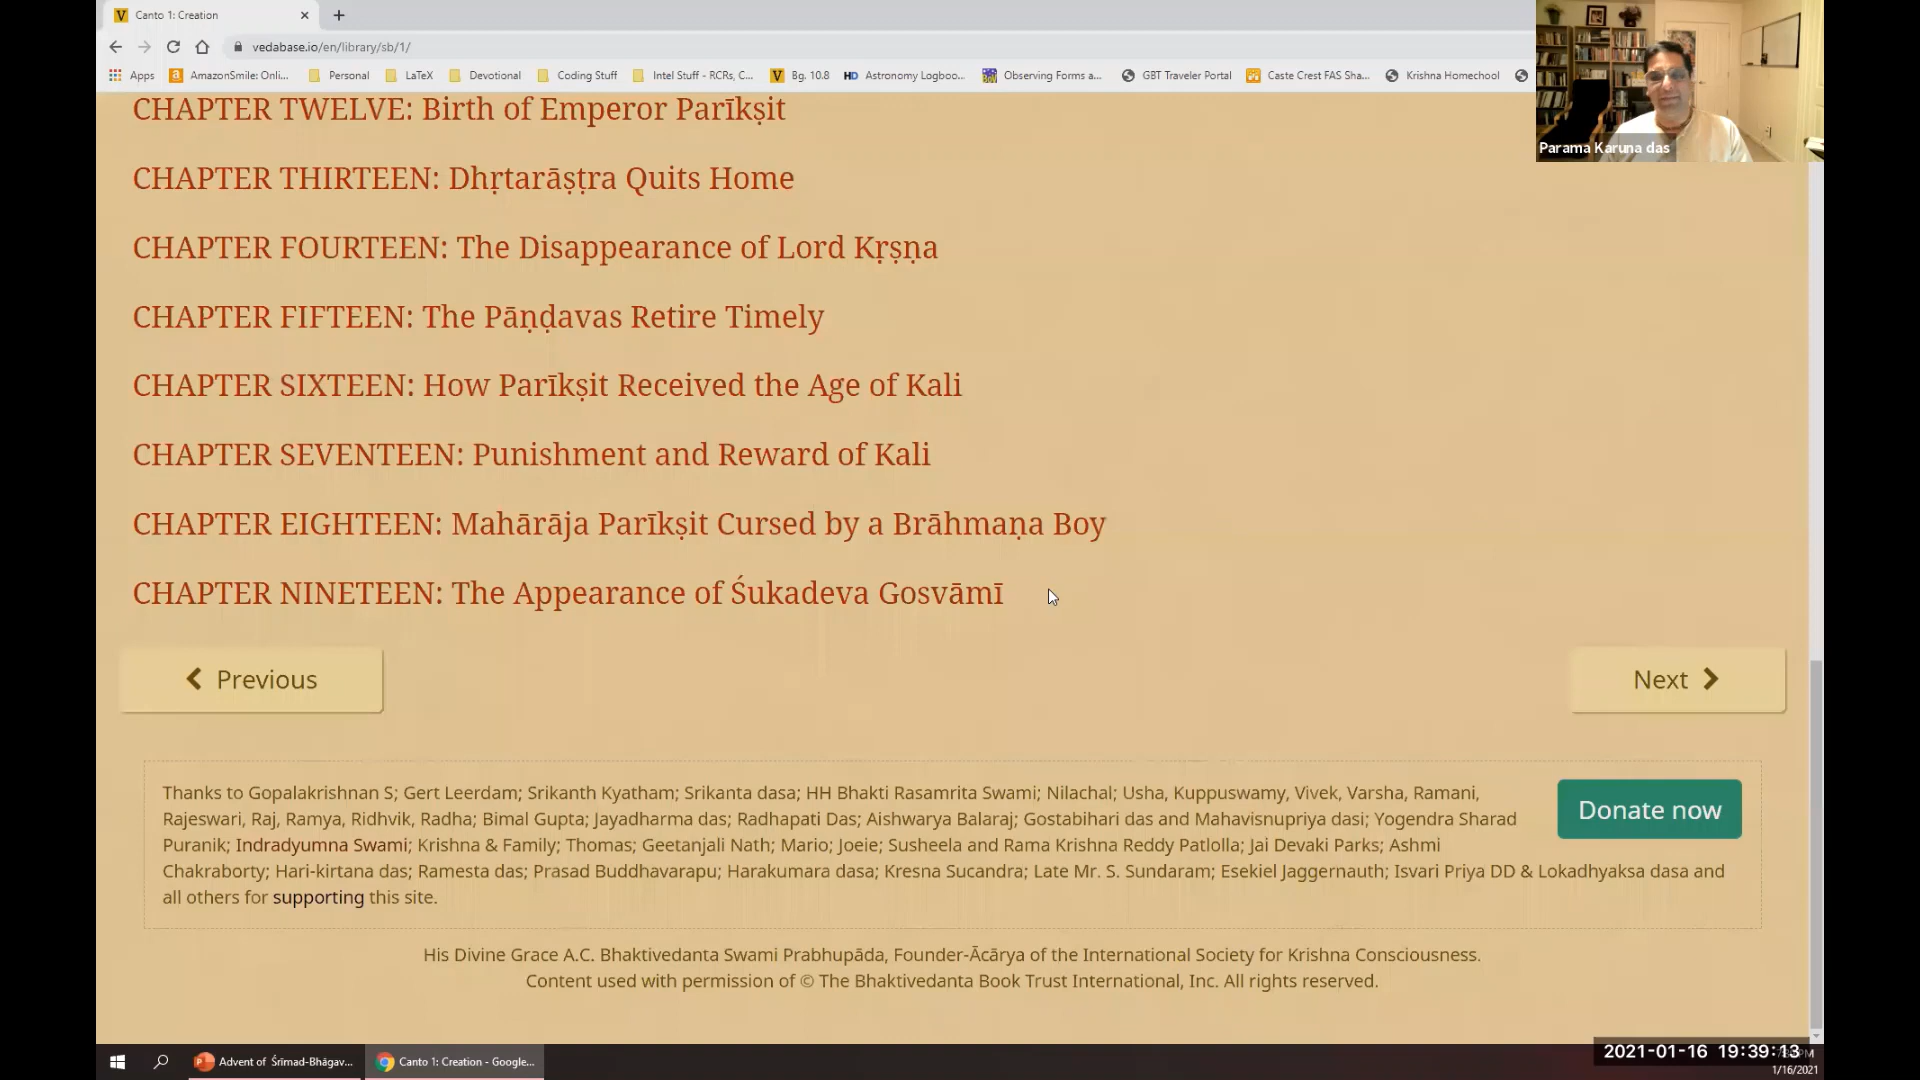 Canto 1: Creation
vedabase.io/en/library/sb/1/
Apps AmazonSmile: Onli... Personal LaTeX Devotional Coding Stuff Intel Stuff - RCRs, C... Bg. 10.8 HD Astronomy Logboo... Observing Forms a... GBT Traveler Portal Caste Crest FAS Sha... Krishna Homeschool
Parama Karuna das
CHAPTER TWELVE: Birth of Emperor Parīkṣit
CHAPTER THIRTEEN: Dhṛtarāṣṭra Quits Home
CHAPTER FOURTEEN: The Disappearance of Lord Kṛṣṇa
CHAPTER FIFTEEN: The Pāṇḍavas Retire Timely
CHAPTER SIXTEEN: How Parīkṣit Received the Age of Kali
CHAPTER SEVENTEEN: Punishment and Reward of Kali
CHAPTER EIGHTEEN: Mahārāja Parīkṣit Cursed by a Brāhmaṇa Boy
CHAPTER NINETEEN: The Appearance of Śukadeva Gosvāmī
Previous
Next
Thanks to Gopalakrishnan S; Gert Leerdam; Srikanth Kyatham; Srikanta dasa; HH Bhakti Rasamrita Swami; Nilachal; Usha, Kuppuswamy, Vivek, Varsha, Ramani,
Rajeswari, Raj, Ramya, Ridhvik, Radha; Bimal Gupta; Jayadharma das; Radhapati Das; Aishwarya Balaraj; Gostabihari das and Mahavisnupriya dasi; Yogendra Sharad
Puranik; Indradyumna Swami; Krishna & Family; Thomas; Geetanjali Nath; Mario; Joeie; Susheela and Rama Krishna Reddy Patlolla; Jai Devaki Parks; Ashmi
Chakraborty; Hari-kirtana das; Ramesta das; Prasad Buddhavarapu; Harakumara dasa; Kresna Sucandra; Late Mr. S. Sundaram; Esekiel Jaggernauth; Isvari Priya DD & Lokadhyaksa dasa and
all others for supporting this site.
Donate now
His Divine Grace A.C. Bhaktivedanta Swami Prabhupāda, Founder-Ācārya of the International Society for Krishna Consciousness.
Content used with permission of © The Bhaktivedanta Book Trust International, Inc. All rights reserved.
Advent of Śrīmad-Bhāgav... Canto 1: Creation - Google...
2021-01-16 19:39:13
1/16/2021